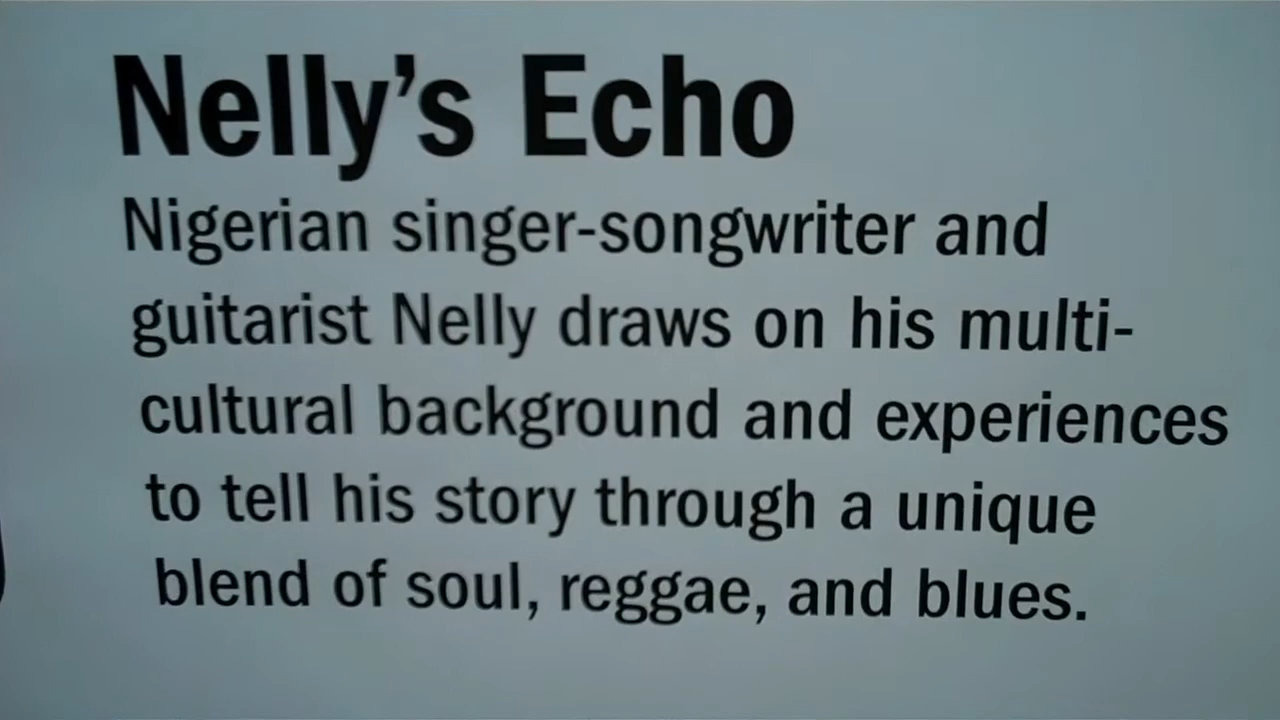 Nelly’s Echo
Nigerian singer-songwriter and
guitarist Nelly draws on his multi-
cultural background and experiences
to tell his story through a unique
blend of soul, reggae, and blues.